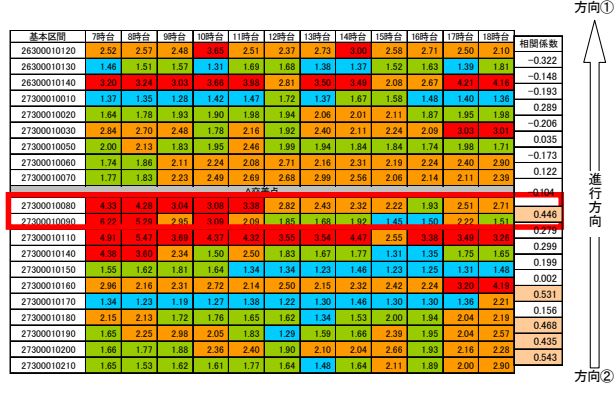 方向①
基本区間 7時台 8時台 9時台 10時台 11時台 12時台 13時台 14時台 15時台 16時台 17時台 18時台 相関係数
26300010120 2.52 2.57 2.48 3.65 2.51 2.37 2.73 3.00 2.58 2.71 2.50 2.10
-0.322
26300010130 1.46 1.51 1.57 1.31 1.69 1.68 1.38 1.37 1.52 1.63 1.39 1.81
-0.148
26300010140 3.20 3.24 3.03 3.66 3.98 2.81 3.50 3.49 2.08 2.67 4.21 4.16
-0.193
27300010010 1.37 1.35 1.28 1.42 1.47 1.72 1.37 1.67 1.58 1.48 1.40 1.36
0.289
27300010020 1.64 1.78 1.93 1.90 1.98 1.94 2.06 2.01 2.11 1.87 1.95 1.98
-0.206
27300010030 2.84 2.70 2.48 1.78 2.16 1.92 2.40 2.11 2.24 2.09 3.03 3.01
0.035
27300010050 2.00 2.13 1.83 1.95 2.46 1.99 1.94 1.84 1.84 1.74 1.98 1.71
-0.173
27300010060 1.74 1.86 2.11 2.24 2.08 2.71 2.16 2.31 2.19 2.24 2.40 2.90
0.122
27300010070 1.77 1.83 2.23 2.49 2.69 2.68 2.99 2.56 2.06 2.14 2.11 2.39
A交差点
-0.104
27300010080 4.33 4.28 3.04 3.08 3.38 2.82 2.43 2.32 2.22 1.93 2.51 2.71
0.446
27300010090 6.22 5.29 2.95 3.09 2.09 1.85 1.68 1.92 1.45 1.50 2.22 1.51
0.279
27300010110 4.91 5.47 3.69 4.37 4.32 3.55 3.54 4.47 2.55 3.38 3.49 3.26
0.299
27300010140 4.38 3.60 2.34 1.50 2.50 1.83 1.67 1.77 1.31 1.35 1.75 1.65
0.199
27300010150 1.55 1.62 1.81 1.64 1.34 1.34 1.23 1.46 1.23 1.25 1.31 1.48
0.002
27300010160 2.96 2.16 2.31 2.72 2.14 2.50 2.15 2.32 2.42 2.24 3.20 4.19
0.531
27300010170 1.34 1.23 1.19 1.27 1.38 1.22 1.30 1.46 1.30 1.30 1.36 2.21
0.156
27300010180 2.15 2.13 1.72 1.76 1.65 1.62 1.34 1.53 2.00 1.94 2.04 2.19
0.468
27300010190 1.65 2.25 2.98 2.05 1.83 1.29 1.59 1.66 2.39 1.95 2.04 2.57
0.435
27300010200 1.66 1.77 1.88 2.36 2.40 1.90 2.10 2.04 2.66 1.93 2.16 2.28
0.543
27300010210 1.65 1.53 1.62 1.61 1.77 1.64 1.48 1.64 2.11 1.89 2.00 2.90
進行方向
方向②